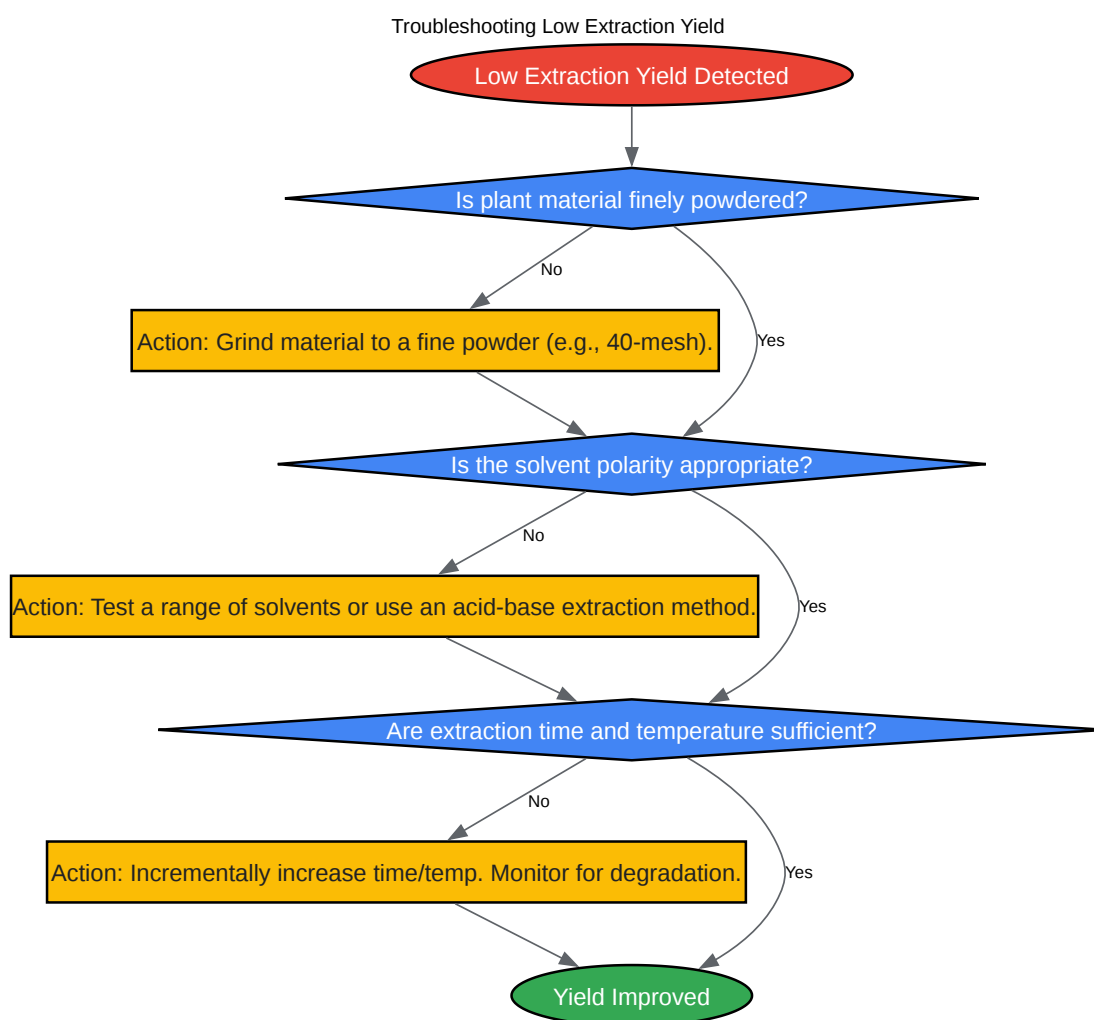 Troubleshooting Low Extraction Yield
Low Extraction Yield Detected
Is plant material finely powdered?
No
Action: Grind material to a fine powder (e.g., 40-mesh).
Yes
Is the solvent polarity appropriate?
No
Action: Test a range of solvents or use an acid-base extraction method.
Yes
Are extraction time and temperature sufficient?
No
Action: Incrementally increase time/temp. Monitor for degradation.
Yes
Yield Improved